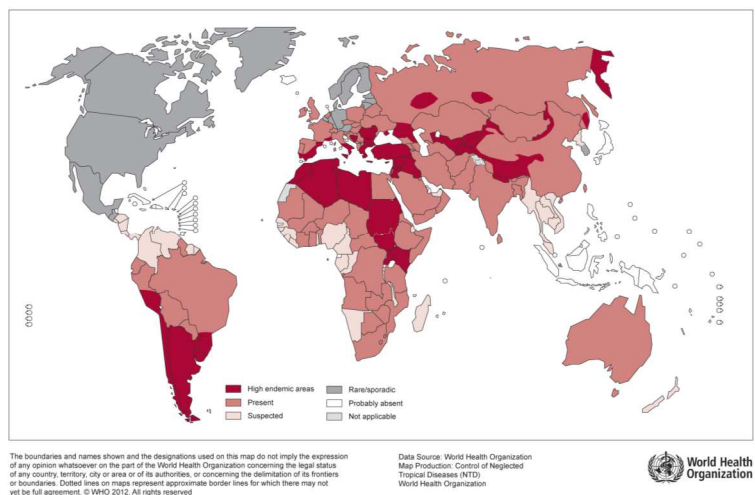 High endemic areas
Present
Suspected
Rare/sporadic
Probably absent
Not applicable
The boundaries and names shown and the designations used on this map do not imply the expression
of any opinion whatsoever on the part of the World Health Organization concerning the legal status
of any country, territory, city or area or of its authorities, or concerning the delimitation of its frontiers
or boundaries. Dotted lines on maps represent approximate border lines for which there may not
yet be full agreement. © WHO 2012. All rights reserved
Data Source: World Health Organization
Map Production: Control of Neglected
Tropical Diseases (NTD)
World Health Organization
World Health
Organization